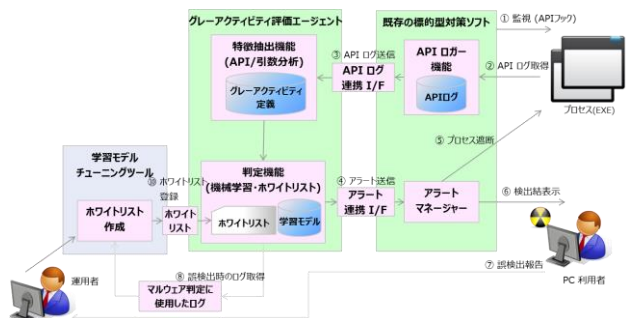 グレーアクティビティ評価エージェント
既存の標的型対策ソフト
① 監視 (APIフック)
特徴抽出機能
(API/引数分析)
グレーアクティビティ
定義
③ API ログ送信
API ログ
連携 I/F
API ロガー
機能
APIログ
② API ログ取得
プロセス(EXE)
⑤ プロセス遮断
学習モデル
チューニングツール
⑩ ホワイトリスト
登録
ホワイトリスト
作成
ホワイト
リスト
判定機能
(機械学習・ホワイトリスト)
ホワイトリスト
学習モデル
④ アラート送信
アラート
連携 I/F
アラート
マネージャー
⑥ 検出結表示
⑧ 誤検出時のログ取得
⑦ 誤検出報告
PC 利用者
運用者
マルウェア判定に
使用したログ